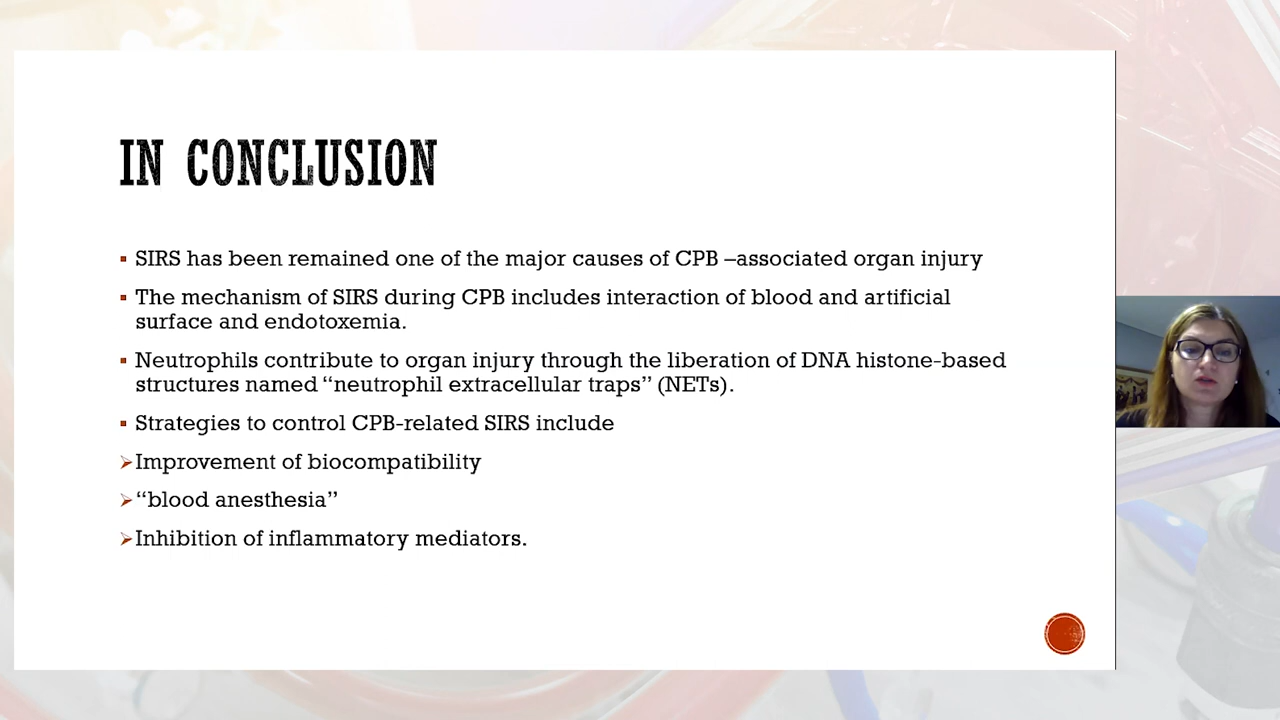 IN CONCLUSION
▪ SIRS has been remained one of the major causes of CPB –associated organ injury
▪ The mechanism of SIRS during CPB includes interaction of blood and artificial
surface and endotoxemia.
▪ Neutrophils contribute to organ injury through the liberation of DNA histone-based
structures named “neutrophil extracellular traps” (NETs).
▪ Strategies to control CPB-related SIRS include
➢ Improvement of biocompatibility
➢ “blood anesthesia”
➢ Inhibition of inflammatory mediators.